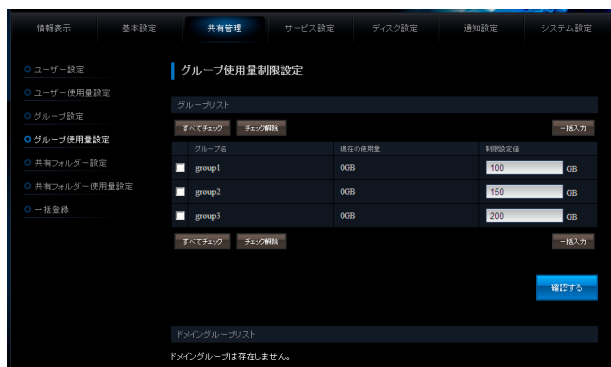 情報表示 基本設定 共有管理 サービス設定 ディスク設定 通知設定 システム設定
ユーザー設定
ユーザー使用量設定
グループ設定
グループ使用量設定
共有フォルダー設定
共有フォルダー使用量設定
一括登録
グループ使用量制限設定
グループリスト
すべてチェック チェック解除 一括入力
グループ名 現在の使用量 制限設定値
group1 0GB 100 GB
group2 0GB 150 GB
group3 0GB 200 GB
すべてチェック チェック解除 一括入力
確認する
ドメイングループリスト
ドメイングループは存在しません。